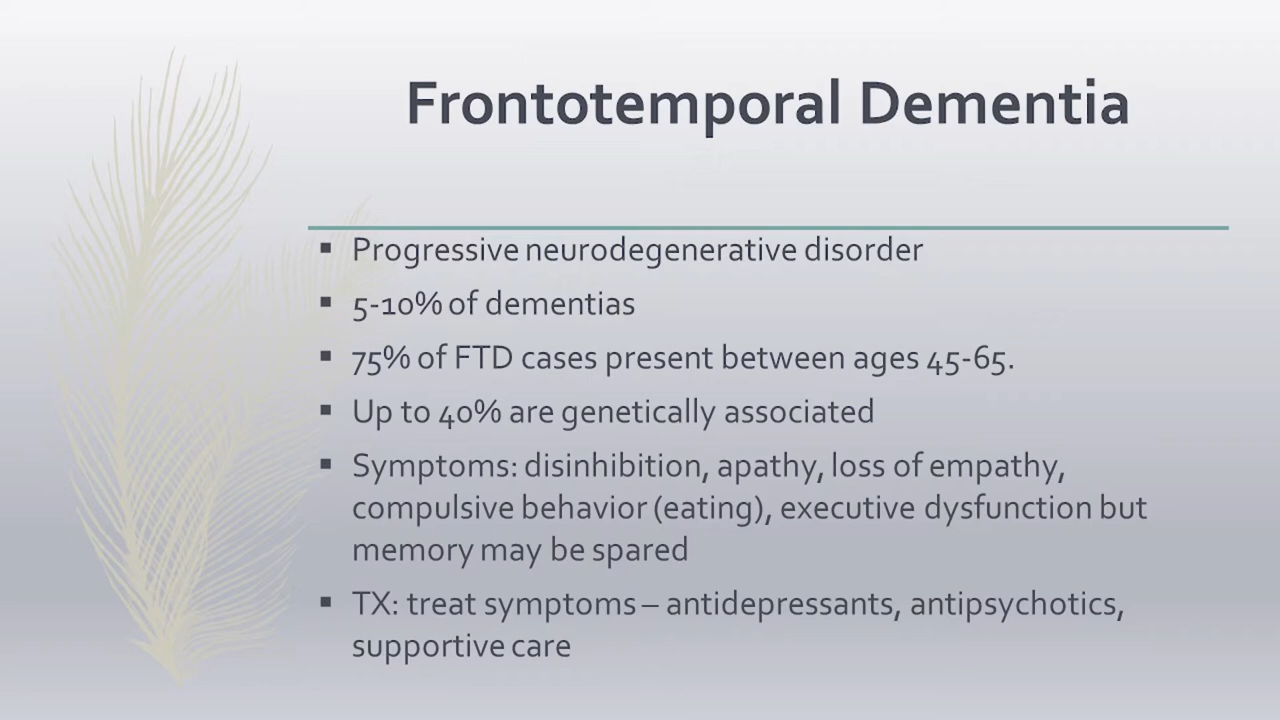 Frontotemporal Dementia
▪ Progressive neurodegenerative disorder
▪ 5-10% of dementias
▪ 75% of FTD cases present between ages 45-65.
▪ Up to 40% are genetically associated
▪ Symptoms: disinhibition, apathy, loss of empathy,
compulsive behavior (eating), executive dysfunction but
memory may be spared
▪ TX: treat symptoms – antidepressants, antipsychotics,
supportive care